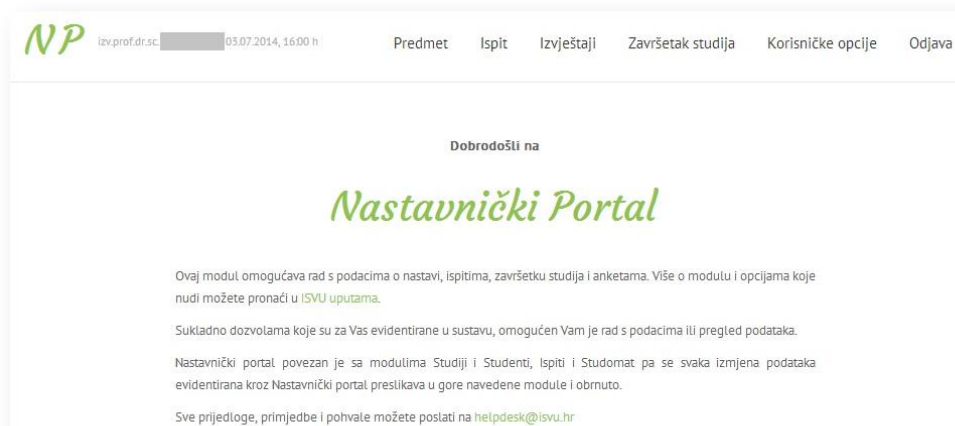 NP izv.prof.dr.sc. 03.07.2014, 16:00 h Predmet Ispit Izvještaji Završetak studija Korisničke opcije Odjava
Dobrodošli na
Nastavnički Portal
Ovaj modul omogućava rad s podacima o nastavi, ispitima, završetku studija i anketama. Više o modulu i opcijama koje
nudi možete pronaći u ISVU uputama.
Sukladno dozvolama koje su za Vas evidentirane u sustavu, omogućen Vam je rad s podacima ili pregled podataka.
Nastavnički portal povezan je sa modulima Studiji i Studenti, Ispiti i Studomat pa se svaka izmjena podataka
evidentirana kroz Nastavnički portal preslikava u gore navedene module i obrnuto.
Sve prijedloge, primjedbe i pohvale možete poslati na helpdesk@isvu.hr